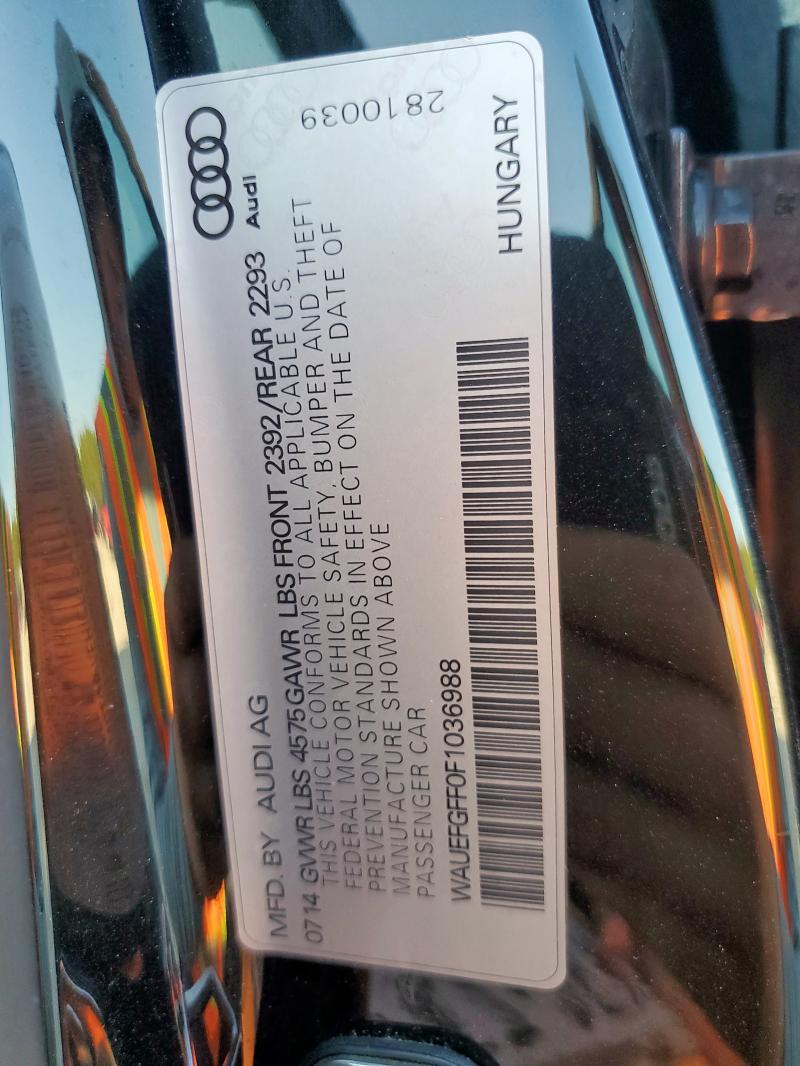 MFD. BY AUDI AG
0714 GVWR LBS 4575 GAWR LBS FRONT 2392/REAR 2293
THIS VEHICLE CONFORMS TO ALL APPLICABLE U.S.
FEDERAL MOTOR VEHICLE SAFETY, BUMPER AND THEFT
PREVENTION STANDARDS IN EFFECT ON THE DATE OF
MANUFACTURE SHOWN ABOVE
PASSENGER CAR
WAUEFGFF0F1036988
Audi
2810039
HUNGARY